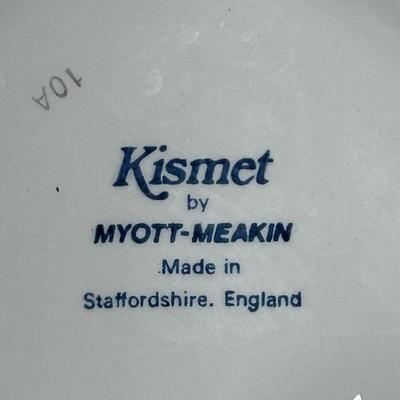 10A
Kismet
by
MYOTT-MEAKIN
Made in
Staffordshire. England